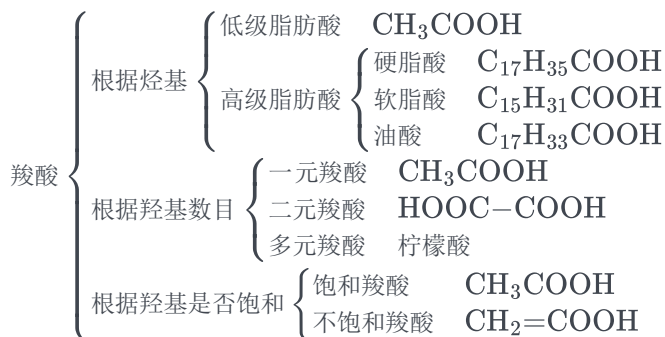 羧酸
根据烃基
低级脂肪酸 CH₃COOH
高级脂肪酸
硬脂酸 C₁₇H₃₅COOH
软脂酸 C₁₅H₃₁COOH
油酸 C₁₇H₃₃COOH
根据羟基数目
一元羧酸 CH₃COOH
二元羧酸 HOOC−COOH
多元羧酸 柠檬酸
根据羟基是否饱和
饱和羧酸 CH₃COOH
不饱和羧酸 CH₂=COOH